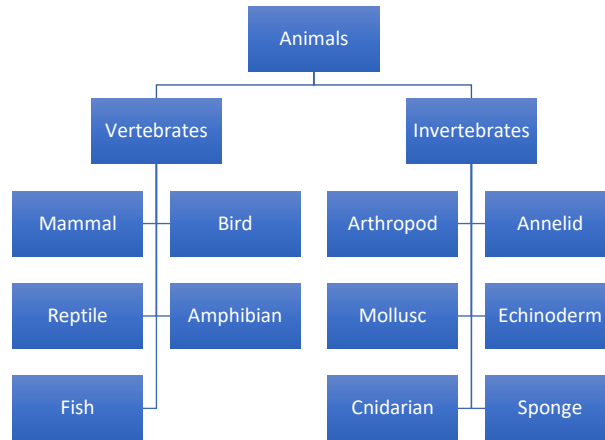 Animals
Vertebrates
Invertebrates
Mammal
Bird
Arthropod
Annelid
Reptile
Amphibian
Mollusc
Echinoderm
Fish
Cnidarian
Sponge